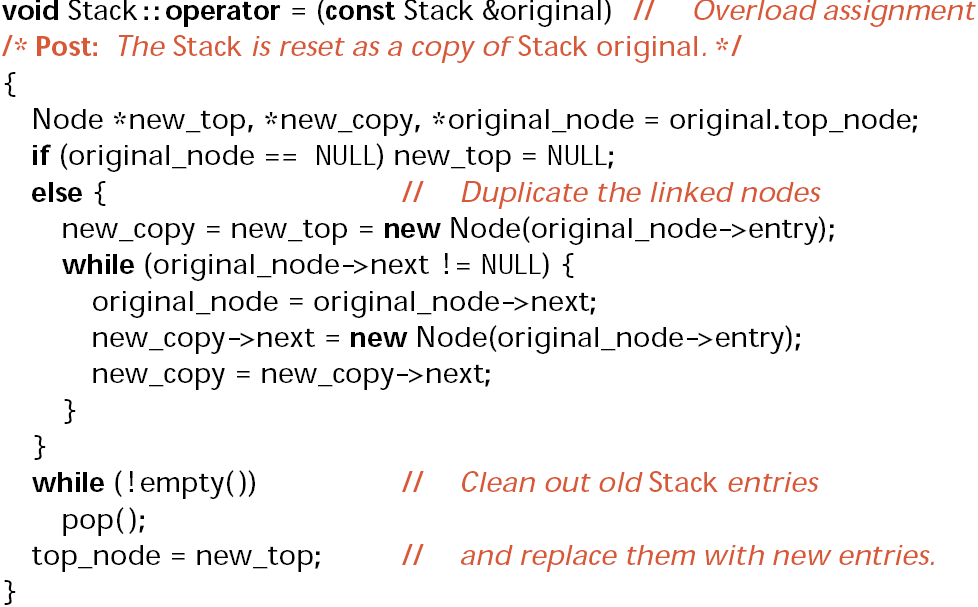 void Stack::operator = (const Stack &original) // Overload assignment
/* Post: The Stack is reset as a copy of Stack original. */
{
Node *new_top, *new_copy, *original_node = original.top_node;
if (original_node == NULL) new_top = NULL;
else { // Duplicate the linked nodes
new_copy = new_top = new Node(original_node->entry);
while (original_node->next != NULL) {
original_node = original_node->next;
new_copy->next = new Node(original_node->entry);
new_copy = new_copy->next;
}
}
while (!empty()) // Clean out old Stack entries
pop();
top_node = new_top; // and replace them with new entries.
}